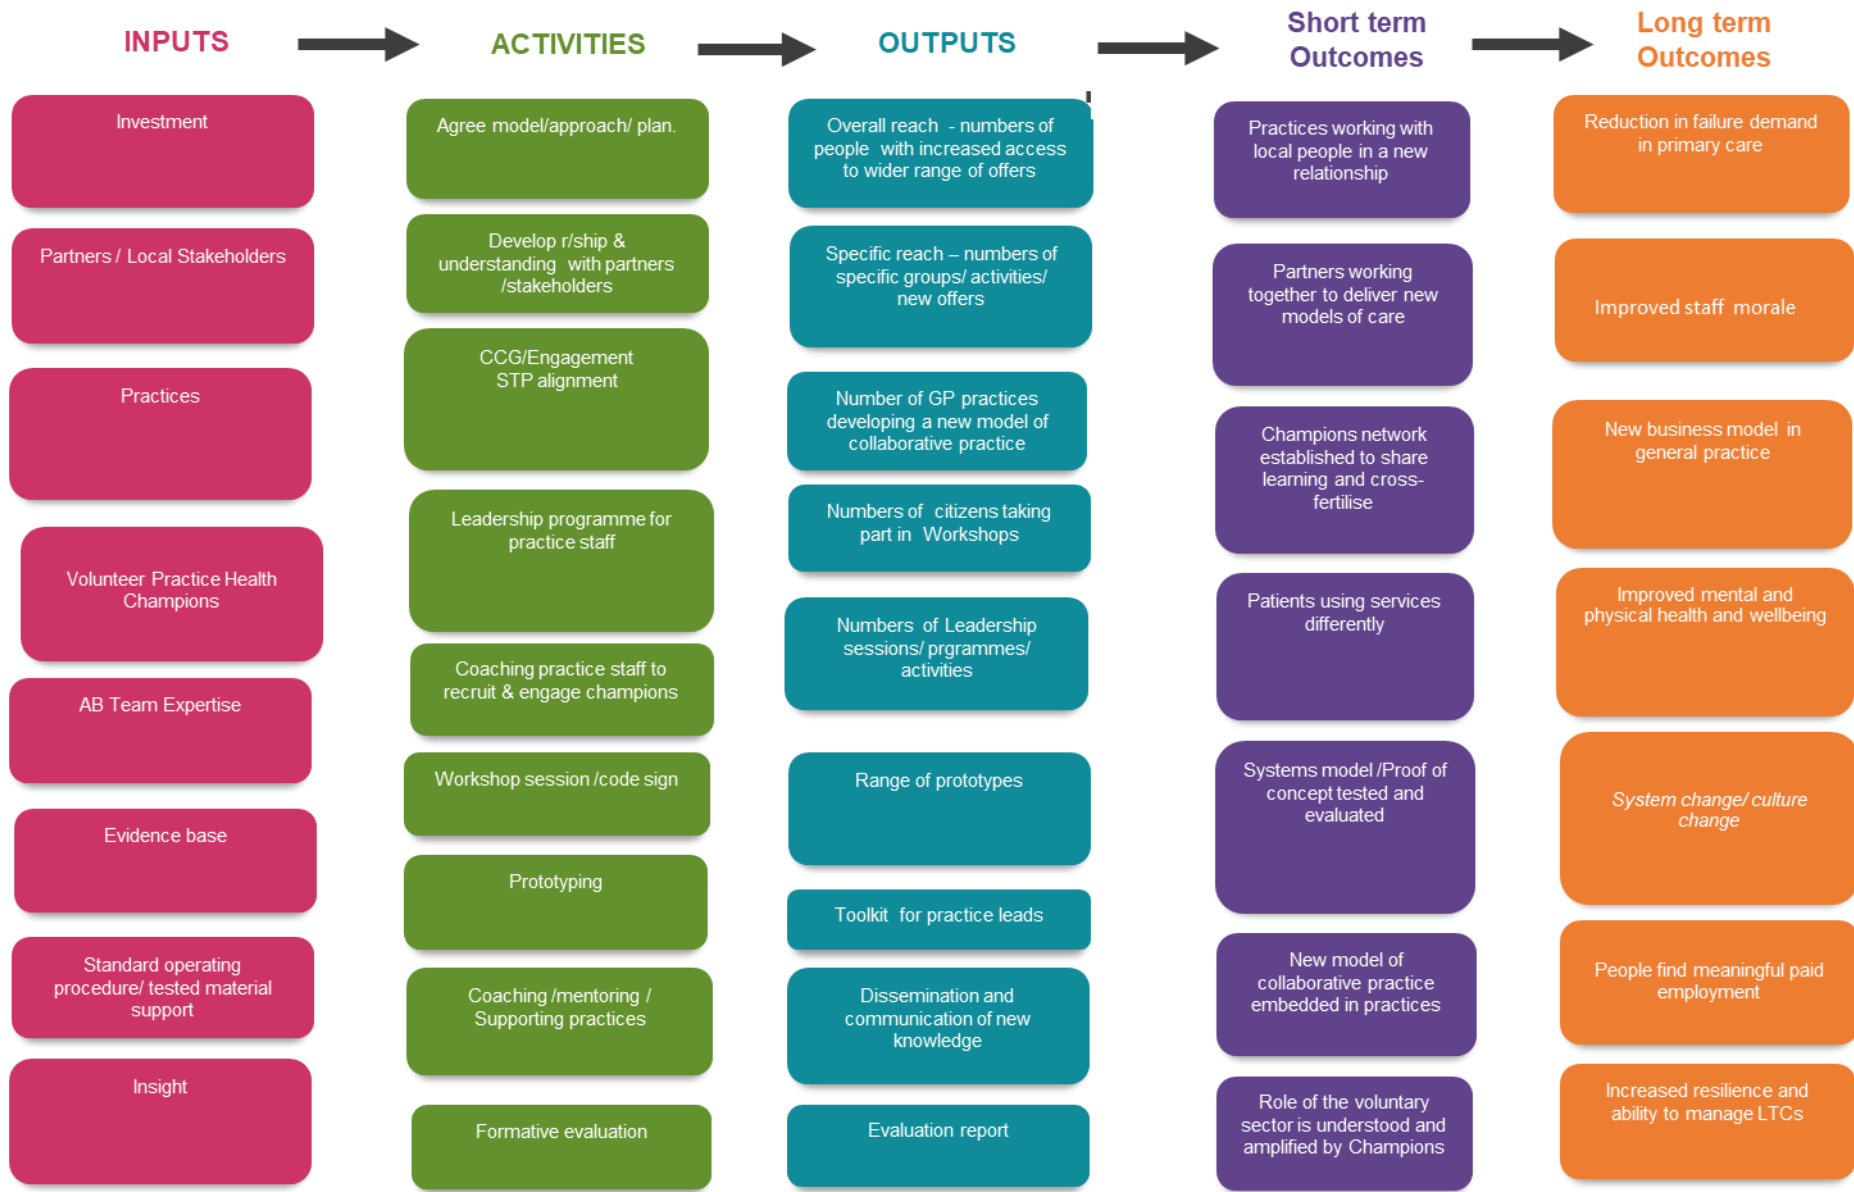 INPUTS
ACTIVITIES
OUTPUTS
Short term
Outcomes
Long term
Outcomes
Investment
Partners / Local Stakeholders
Practices
Volunteer Practice Health
Champions
AB Team Expertise
Evidence base
Standard operating
procedure/ tested material
support
Insight
Agree model/approach/ plan.
Develop r/ship &
understanding with partners
/stakeholders
CCG/Engagement
STP alignment
Leadership programme for
practice staff
Coaching practice staff to
recruit & engage champions
Workshop session /code sign
Prototyping
Coaching /mentoring /
Supporting practices
Formative evaluation
Overall reach - numbers of
people with increased access
to wider range of offers
Specific reach – numbers of
specific groups/ activities/
new offers
Number of GP practices
developing a new model of
collaborative practice
Numbers of citizens taking
part in Workshops
Numbers of Leadership
sessions/ prgrammes/
activities
Range of prototypes
Toolkit for practice leads
Dissemination and
communication of new
knowledge
Evaluation report
Practices working with
local people in a new
relationship
Partners working
together to deliver new
models of care
Champions network
established to share
learning and cross-
fertilise
Patients using services
differently
Systems model /Proof of
concept tested and
evaluated
New model of
collaborative practice
embedded in practices
Role of the voluntary
sector is understood and
amplified by Champions
Reduction in failure demand
in primary care
Improved staff morale
New business model in
general practice
Improved mental and
physical health and wellbeing
System change/ culture
change
People find meaningful paid
employment
Increased resilience and
ability to manage LTCs